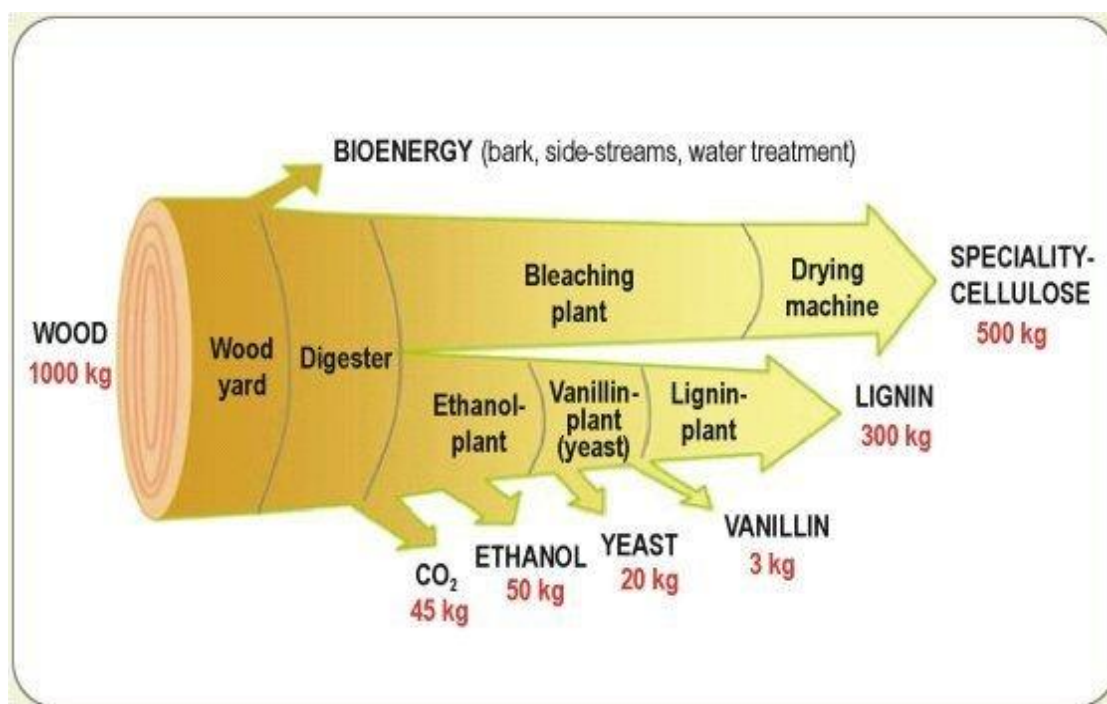 BIOENERGY (bark, side-streams, water treatment)
WOOD
1000 kg
Wood
yard
Digester
Bleaching
plant
Drying
machine
SPECIALITY-
CELLULOSE
500 kg
Ethanol-
plant
Vanillin-
plant
(yeast)
Lignin-
plant
LIGNIN
300 kg
CO₂
45 kg
ETHANOL
50 kg
YEAST
20 kg
VANILLIN
3 kg